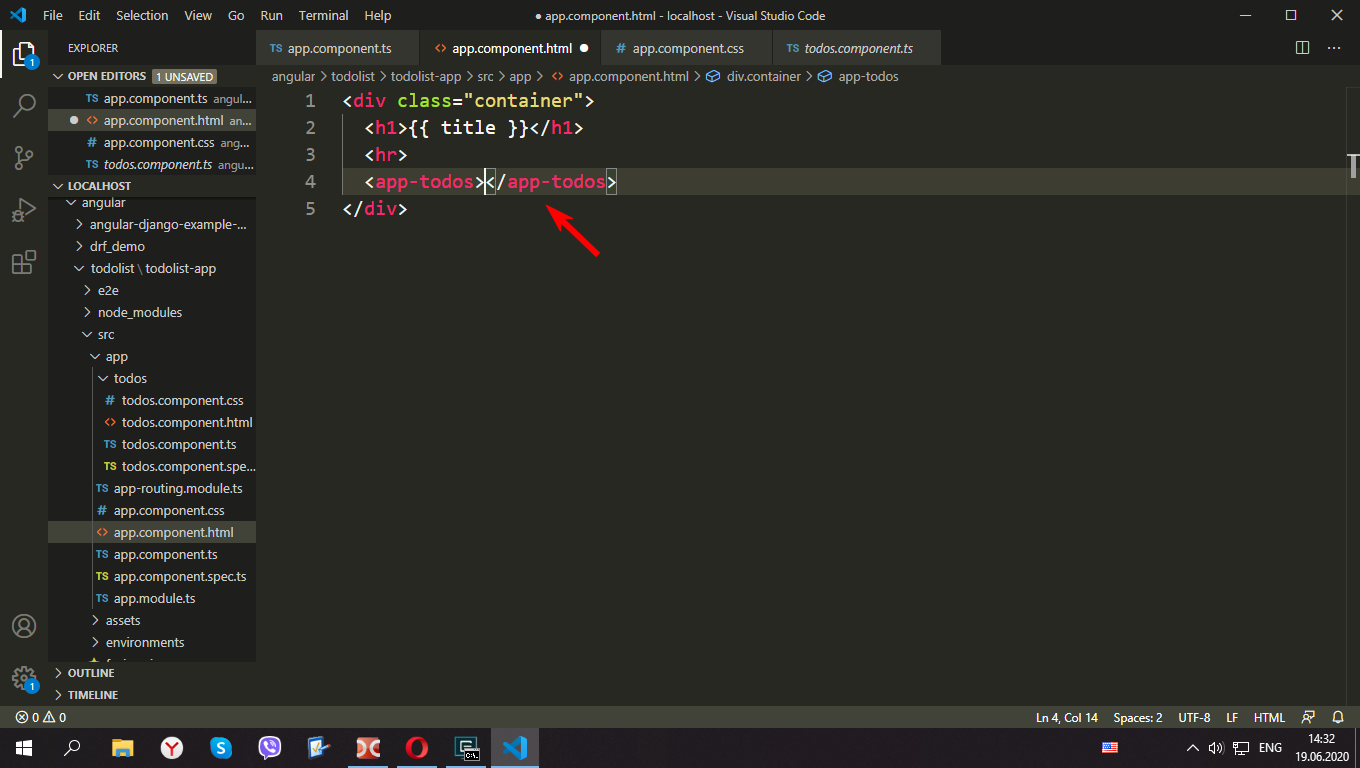 File Edit Selection View Go Run Terminal Help
● app.component.html - localhost - Visual Studio Code
EXPLORER
OPEN EDITORS 1 UNSAVED
TS app.component.ts angul...
<> app.component.html an...
# app.component.css ang...
TS todos.component.ts angu...
LOCALHOST
angular
angular-django-example-...
drf_demo
todolist \ todolist-app
e2e
node_modules
src
app
todos
# todos.component.css
<> todos.component.html
TS todos.component.ts
TS todos.component.spe...
TS app-routing.module.ts
# app.component.css
<> app.component.html
TS app.component.ts
TS app.component.spec.ts
TS app.module.ts
assets
environments
OUTLINE
TIMELINE
1
1
TS app.component.ts <> app.component.html ● # app.component.css TS todos.component.ts
angular > todolist > todolist-app > src > app > <> app.component.html > div.container > app-todos
1 <div class="container">
2 <h1>{{ title }}</h1>
3 <hr>
4 <app-todos></app-todos>
5 </div>
0 0 Ln 4, Col 14 Spaces: 2 UTF-8 LF HTML
C:\. ENG 14:32
19.06.2020